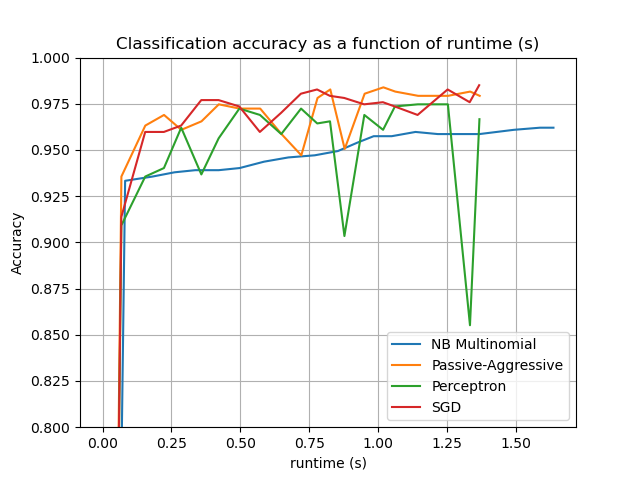 Classification accuracy as a function of runtime (s)
1.000
0.975
0.950
0.925
0.900
0.875
0.850
0.825
0.800
Accuracy
NB Multinomial
Passive-Aggressive
Perceptron
SGD
0.00 0.25 0.50 0.75 1.00 1.25 1.50
runtime (s)